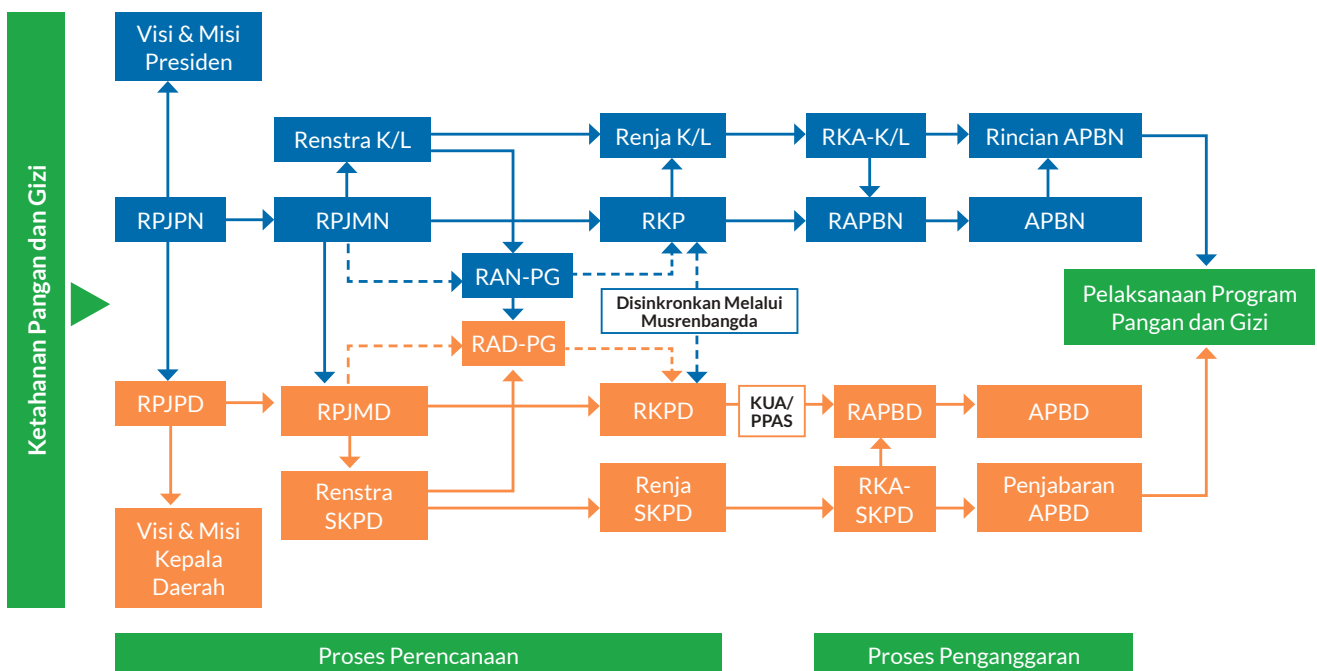 Ketahanan Pangan dan Gizi
Visi & Misi
Presiden
Renstra K/L
Renja K/L
RKA-K/L
Rincian APBN
RPJPN
RPJMN
RKP
RAPBN
APBN
RAN-PG
Disinkronkan Melalui
Musrenbangda
Pelaksanaan Program
Pangan dan Gizi
RAD-PG
RPJPD
RPJMD
RKPD
KUA/
PPAS
RAPBD
APBD
Renstra
SKPD
Renja
SKPD
RKA-
SKPD
Penjabaran
APBD
Visi & Misi
Kepala
Daerah
Proses Perencanaan
Proses Penganggaran